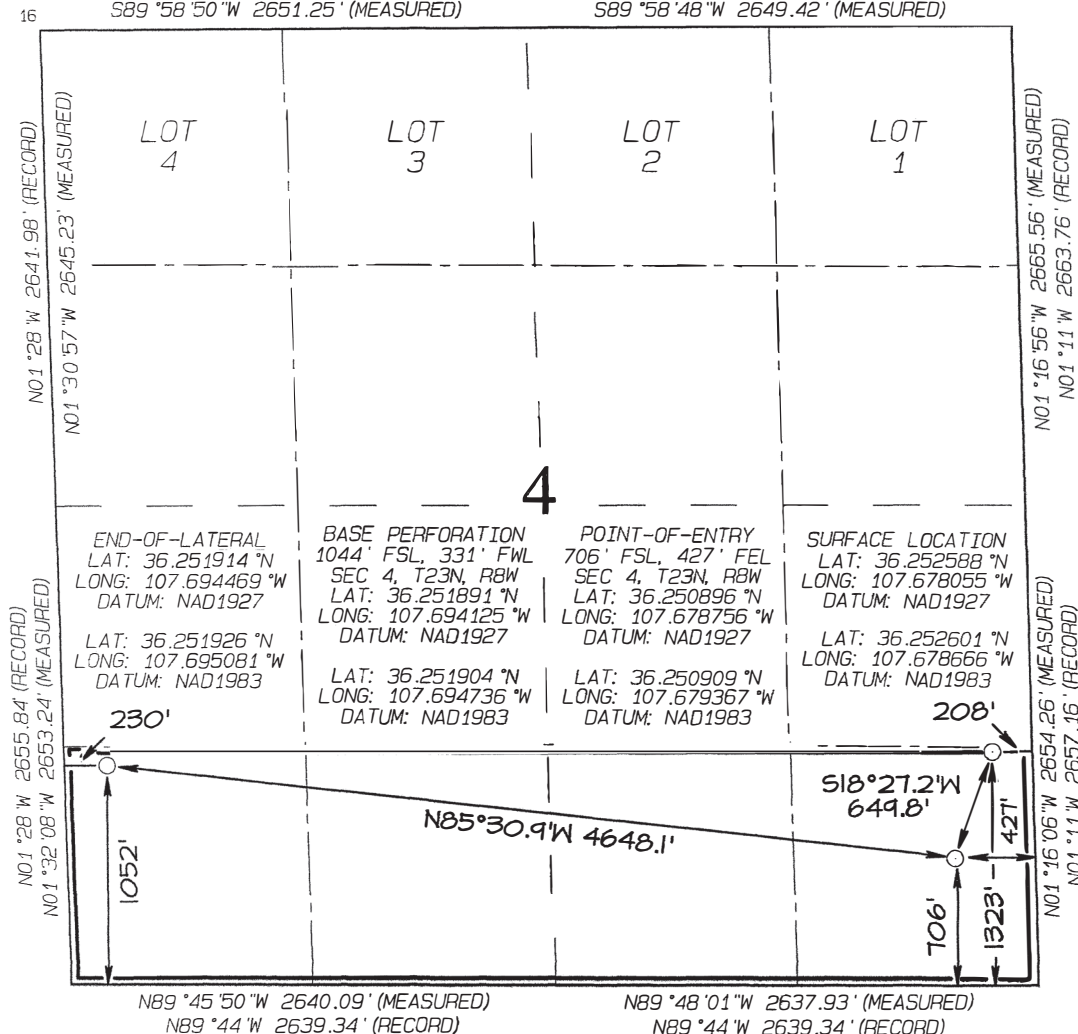 16
S89°58'50"W 2651.25' (MEASURED)
S89°58'48"W 2649.42' (MEASURED)
N01°28'W 2641.98' (RECORD)
N01°30'57"W 2645.23' (MEASURED)
LOT
4
LOT
3
LOT
2
LOT
1
N01°16'56"W 2665.56' (MEASURED)
N01°11'W 2663.76' (RECORD)
4
END-OF-LATERAL
LAT: 36.251914°N
LONG: 107.694469°W
DATUM: NAD1927
LAT: 36.251926°N
LONG: 107.695081°W
DATUM: NAD1983
BASE PERFORATION
1044' FSL, 331' FWL
SEC 4, T23N, R8W
LAT: 36.251891°N
LONG: 107.694125°W
DATUM: NAD1927
LAT: 36.251904°N
LONG: 107.694736°W
DATUM: NAD1983
POINT-OF-ENTRY
706' FSL, 427' FEL
SEC 4, T23N, R8W
LAT: 36.250896°N
LONG: 107.678756°W
DATUM: NAD1927
LAT: 36.250909°N
LONG: 107.679367°W
DATUM: NAD1983
SURFACE LOCATION
LAT: 36.252588°N
LONG: 107.678055°W
DATUM: NAD1927
LAT: 36.252601°N
LONG: 107.678666°W
DATUM: NAD1983
N01°28'W 2655.84' (RECORD)
N01°32'08"W 2653.24' (MEASURED)
230'
208'
S18°27.2'W
649.8'
N85°30.9'W 4648.1'
427'
1052'
706'
1323'
N01°16'06"W 2654.26' (MEASURED)
N01°11'W 2657.16' (RECORD)
N89°45'50"W 2640.09' (MEASURED)
N89°44'W 2639.34' (RECORD)
N89°48'01"W 2637.93' (MEASURED)
N89°44'W 2639.34' (RECORD)